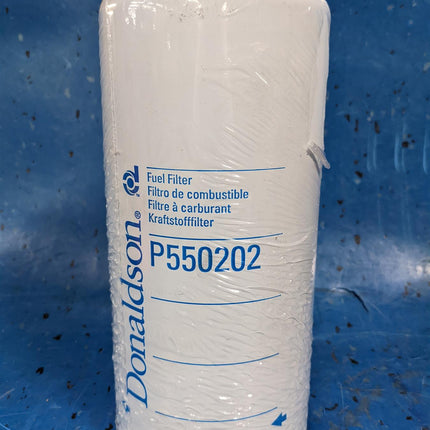 Fuel Filter
Filtro de combustible
Filtre à carburant
Kraftstofffilter
P550202
Donaldson®